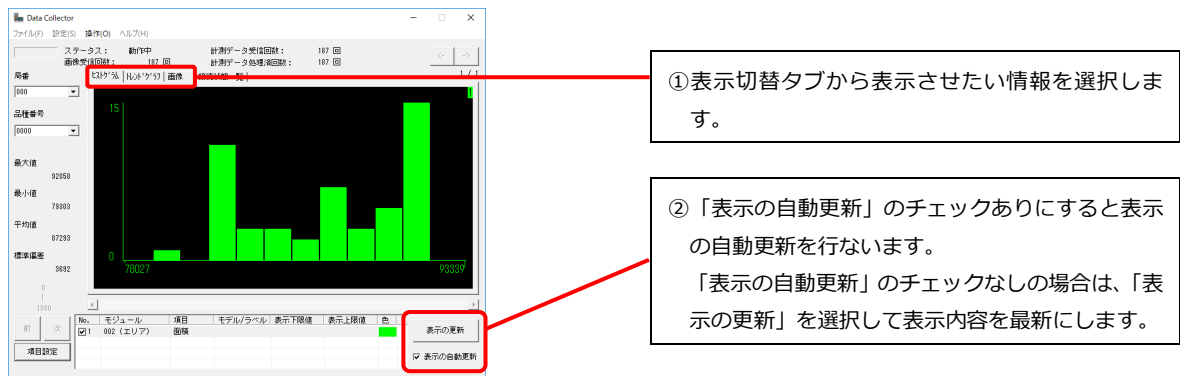 Data Collector
ファイル(F) 設定(S) 操作(O) ヘルプ(H)
ステータス： 動作中 計測データ受信回数： 187 回
画像受信回数： 187 回 計測データ処理済回数： 187 回
<- ->
局番 ﾋｽﾄｸﾞﾗﾑ ﾄﾚﾝﾄﾞｸﾞﾗﾌ 画像 1 / 1
000
品種番号
0000
最大値
92058
最小値
79303
平均値
87293
標準偏差
3692
0
1000
1
15
0
78027 93339
No. モジュール 項目 モデル/ラベル 表示下限値 表示上限値 色
1 002 (エリア) 面積
前 次
項目設定
表示の更新
表示の自動更新
①表示切替タブから表示させたい情報を選択しま
す。
②「表示の自動更新」のチェックありにすると表示
の自動更新を行ないます。
「表示の自動更新」のチェックなしの場合は、「表
示の更新」を選択して表示内容を最新にします。